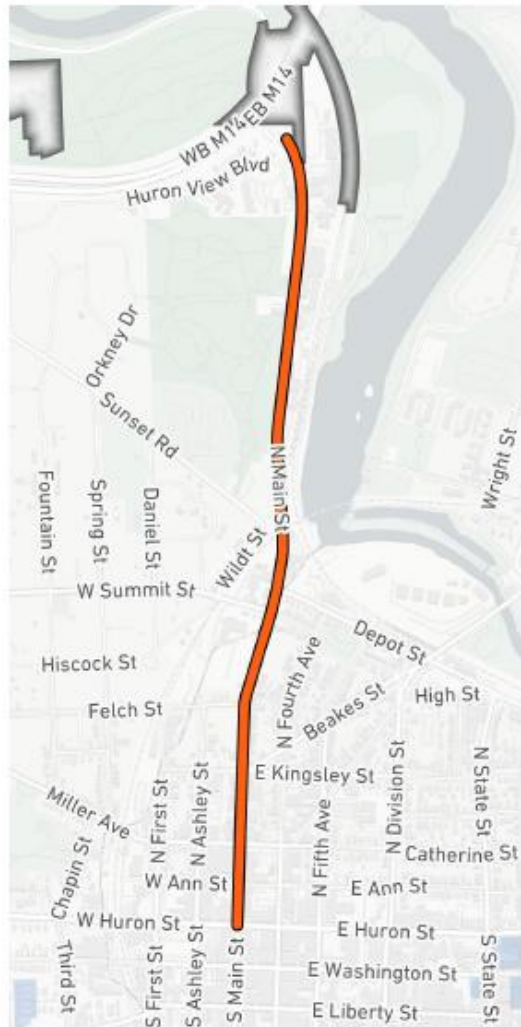 WB M14
EB M14
Huron View Blvd
Orkney Dr
Sunset Rd
N Main St
Wright St
Fountain St
Spring St
Daniel St
Wildt St
W Summit St
Depot St
Hiscock St
N Fourth Ave
Beakes St
High St
Felch St
E Kingsley St
N State St
Miller Ave
N First St
N Ashley St
N Fifth Ave
N Division St
Catherine St
Chapin St
W Ann St
E Ann St
W Huron St
E Huron St
Third St
S First St
S Ashley St
S Main St
E Washington St
S State St
E Liberty St